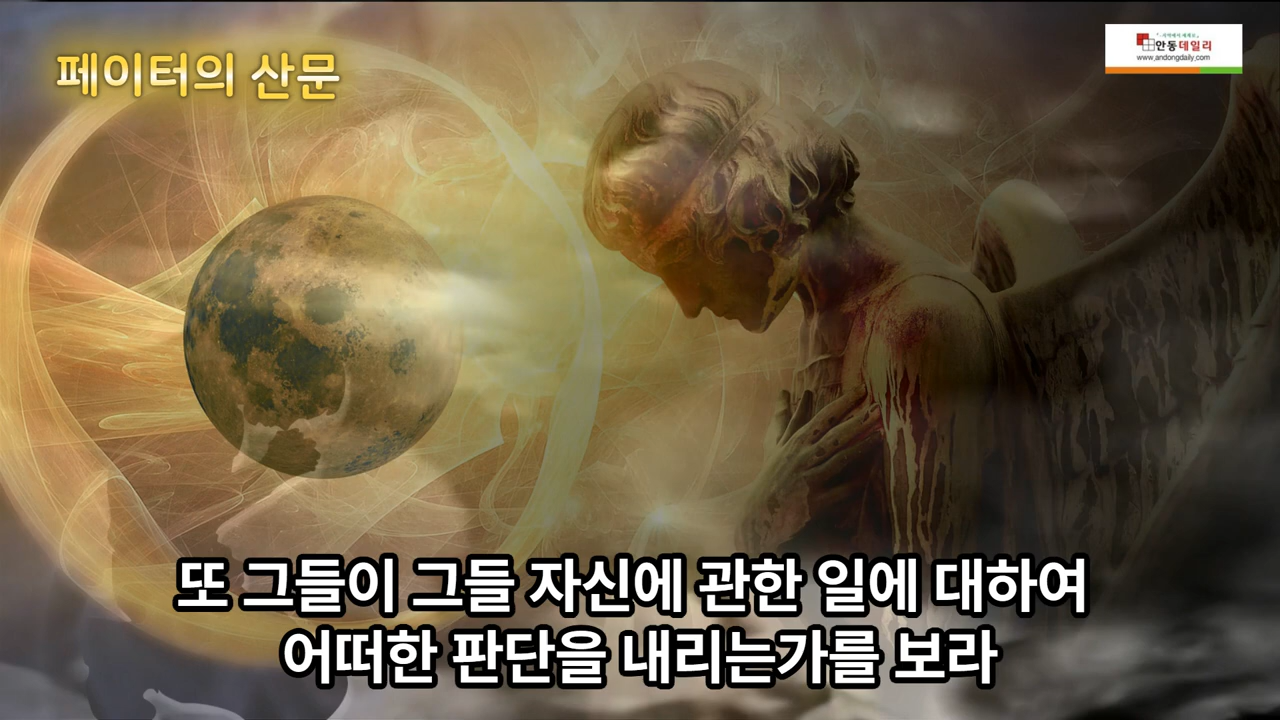 페이터의 산문
안동데일리
www.andongdaily.com
또 그들이 그들 자신에 관한 일에 대하여
어떠한 판단을 내리는가를 보라